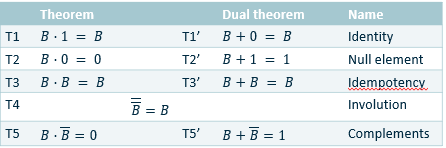 Theorem Dual theorem Name
T1 B · 1 = B T1′ B + 0 = B Identity
T2 B · 0 = 0 T2′ B + 1 = 1 Null element
T3 B · B = B T3′ B + B = B Idempotency
T4 B̿ = B Involution
T5 B · B̅ = 0 T5′ B + B̅ = 1 Complements